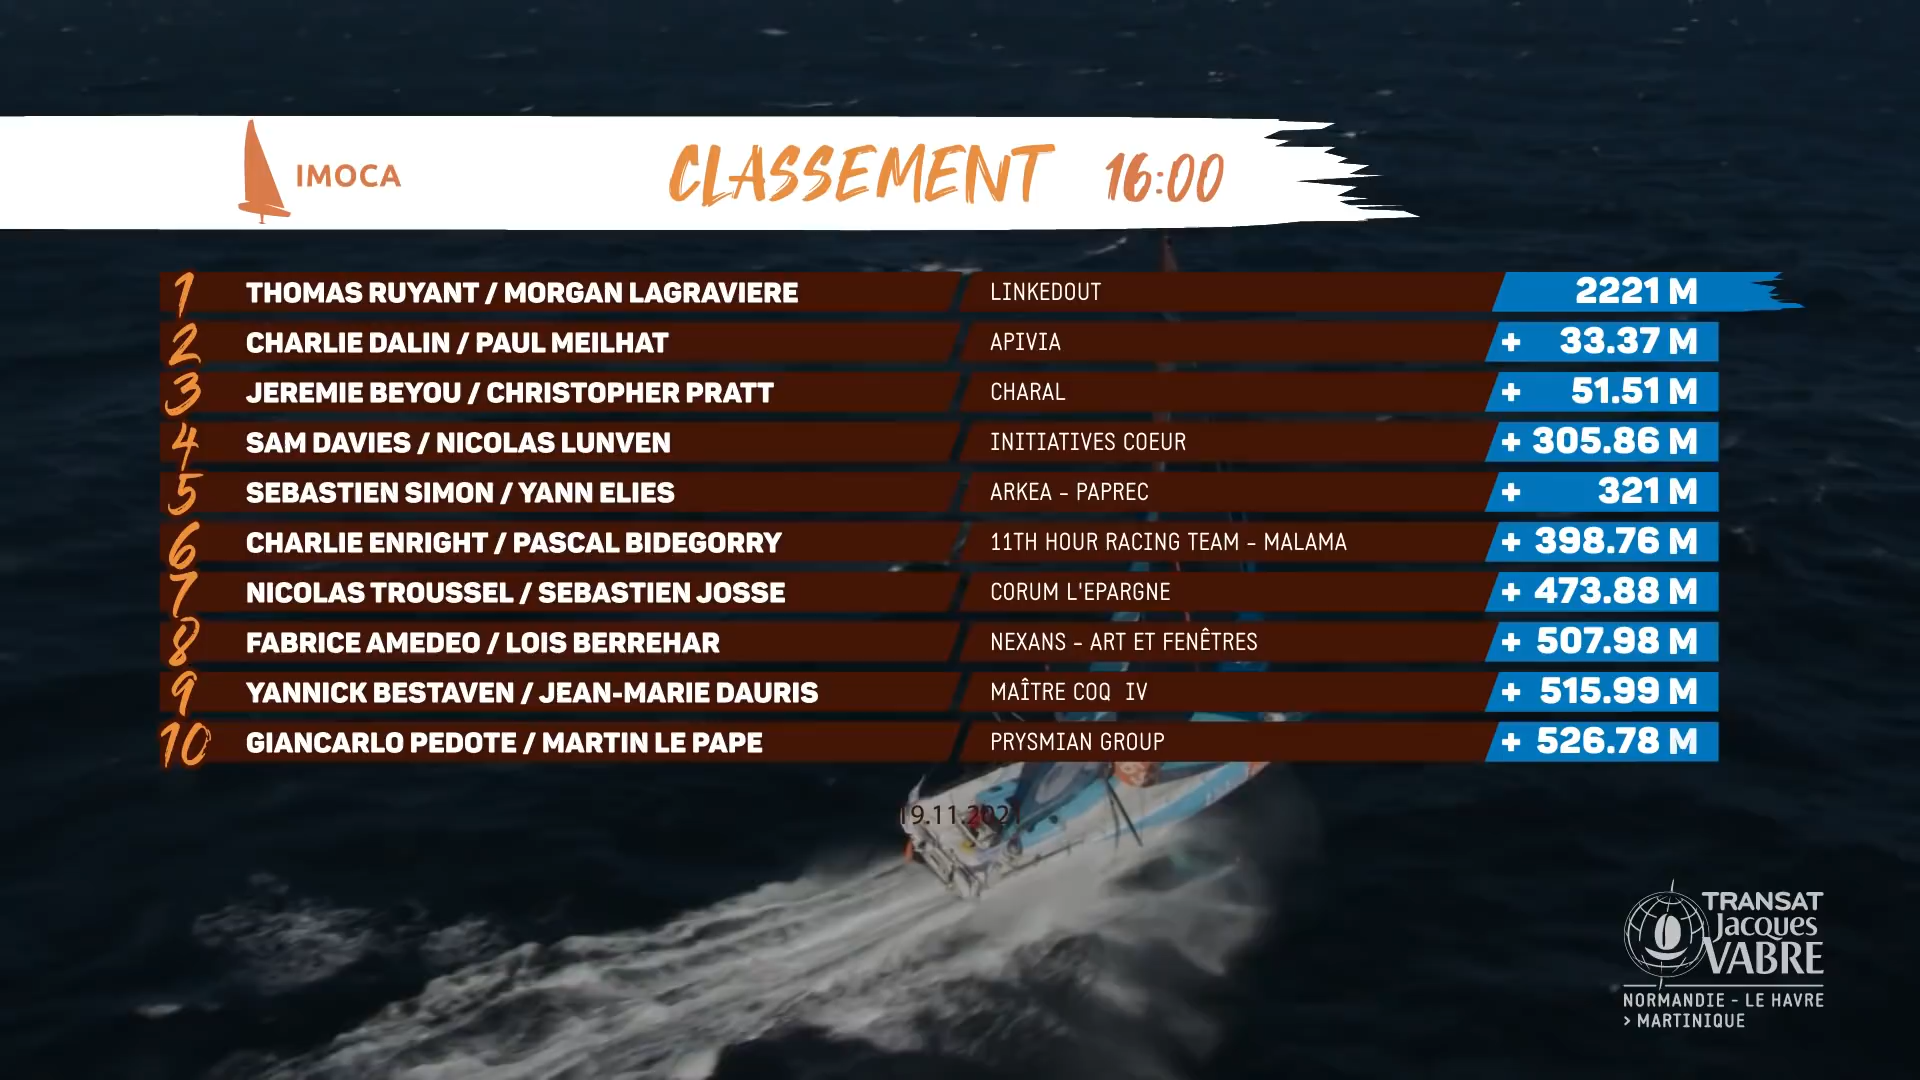 IMOCA CLASSEMENT 16:00
1 THOMAS RUYANT / MORGAN LAGRAVIERE LINKEDOUT 2221 M
2 CHARLIE DALIN / PAUL MEILHAT APIVIA + 33.37 M
3 JEREMIE BEYOU / CHRISTOPHER PRATT CHARAL + 51.51 M
4 SAM DAVIES / NICOLAS LUNVEN INITIATIVES COEUR + 305.86 M
5 SEBASTIEN SIMON / YANN ELIES ARKEA - PAPREC + 321 M
6 CHARLIE ENRIGHT / PASCAL BIDEGORRY 11TH HOUR RACING TEAM - MALAMA + 398.76 M
7 NICOLAS TROUSSEL / SEBASTIEN JOSSE CORUM L'EPARGNE + 473.88 M
8 FABRICE AMEDEO / LOIS BERREHAR NEXANS - ART ET FENÊTRES + 507.98 M
9 YANNICK BESTAVEN / JEAN-MARIE DAURIS MAÎTRE COQ IV + 515.99 M
10 GIANCARLO PEDOTE / MARTIN LE PAPE PRYSMIAN GROUP + 526.78 M
19.11.2021
TRANSAT
Jacques
VABRE
NORMANDIE - LE HAVRE
> MARTINIQUE